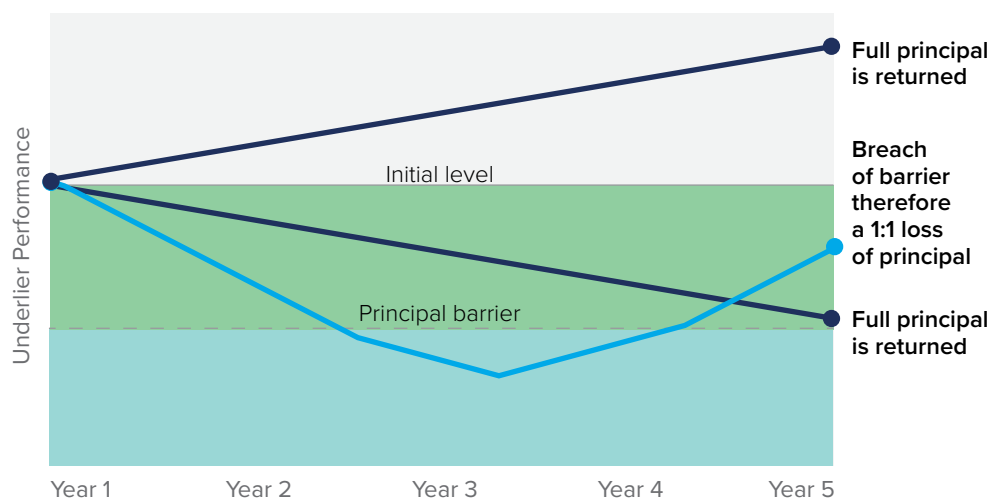 Full principal
is returned
Underlier Performance
Initial level
Breach
of barrier
therefore
a 1:1 loss
of principal
Principal barrier
Full principal
is returned
Year 1
Year 2
Year 3
Year 4
Year 5